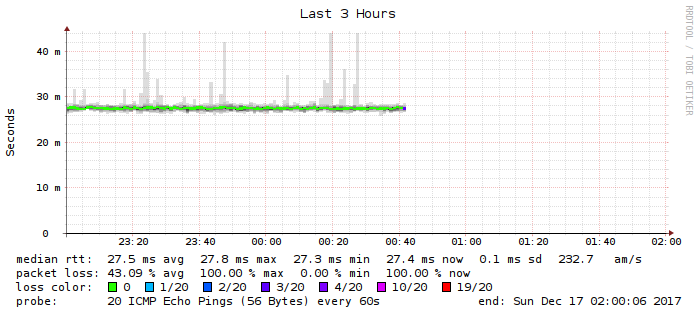 Last 3 Hours
RRDTOOL / TOBI OETIKER
Seconds
40 m
30 m
20 m
10 m
0
23:20 23:40 00:00 00:20 00:40 01:00 01:20 01:40 02:00
median rtt: 27.5 ms avg 27.8 ms max 27.3 ms min 27.4 ms now 0.1 ms sd 232.7 am/s
packet loss: 43.09 % avg 100.00 % max 0.00 % min 100.00 % now
loss color: 0 1/20 2/20 3/20 4/20 10/20 19/20
probe: 20 ICMP Echo Pings (56 Bytes) every 60s end: Sun Dec 17 02:00:06 2017